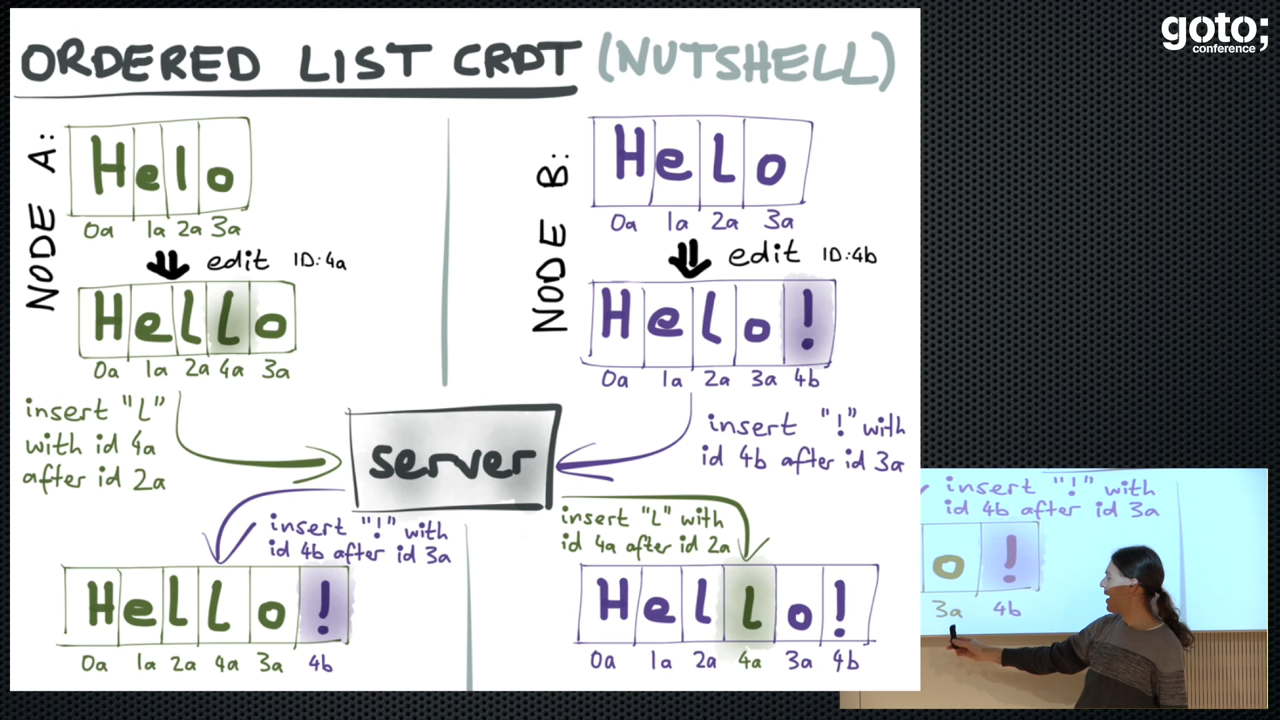 ORDERED LIST CRDT (NUTSHELL)
goto;
conference
NODE A:
Helo
0a 1a 2a 3a
edit ID:4a
HelLo
0a 1a 2a 4a 3a
insert "L"
with id 4a
after id 2a
NODE B:
HeLo
0a 1a 2a 3a
edit ID:4b
HeLo!
0a 1a 2a 3a 4b
insert "!" with
id 4b after id 3a
server
insert "!" with
id 4b after id 3a
HelLo!
0a 1a 2a 4a 3a 4b
insert "L" with
id 4a after id 2a
HelLo!
0a 1a 2a 4a 3a 4b
insert "!" with
id 4b after id 3a
o !
3a 4b